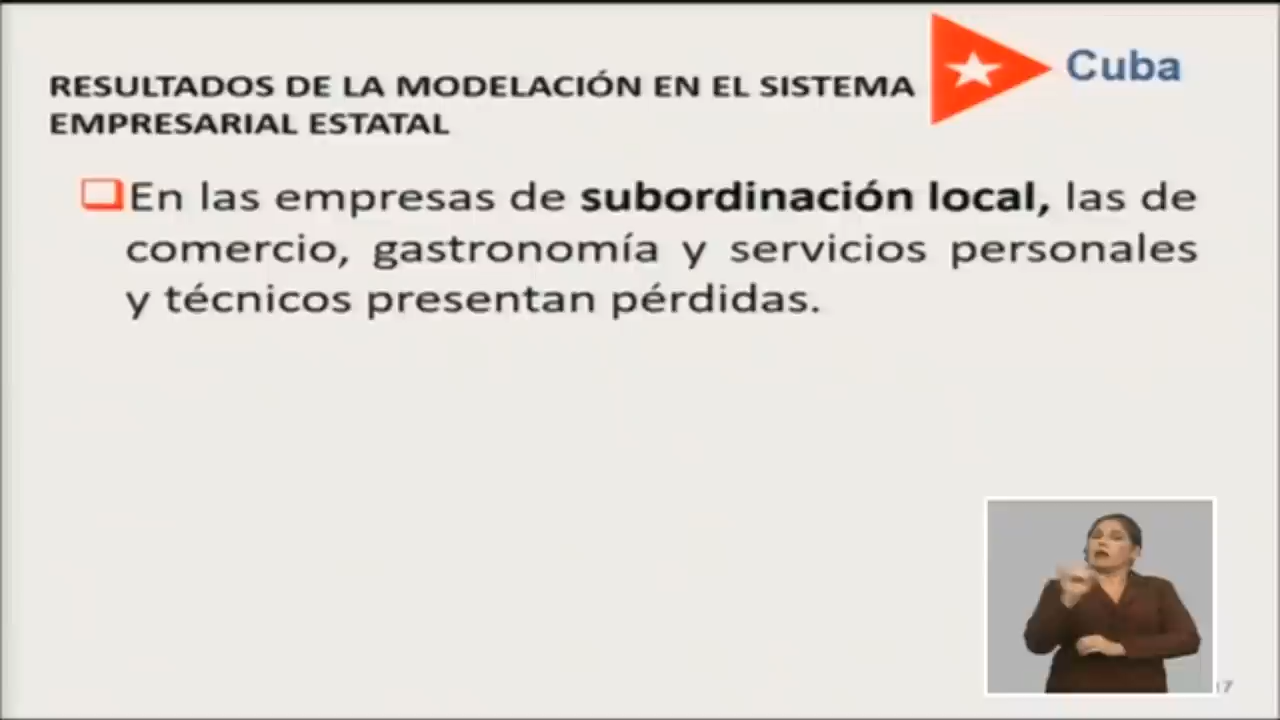 RESULTADOS DE LA MODELACIÓN EN EL SISTEMA
EMPRESARIAL ESTATAL
Cuba
En las empresas de subordinación local, las de
comercio, gastronomía y servicios personales
y técnicos presentan pérdidas.